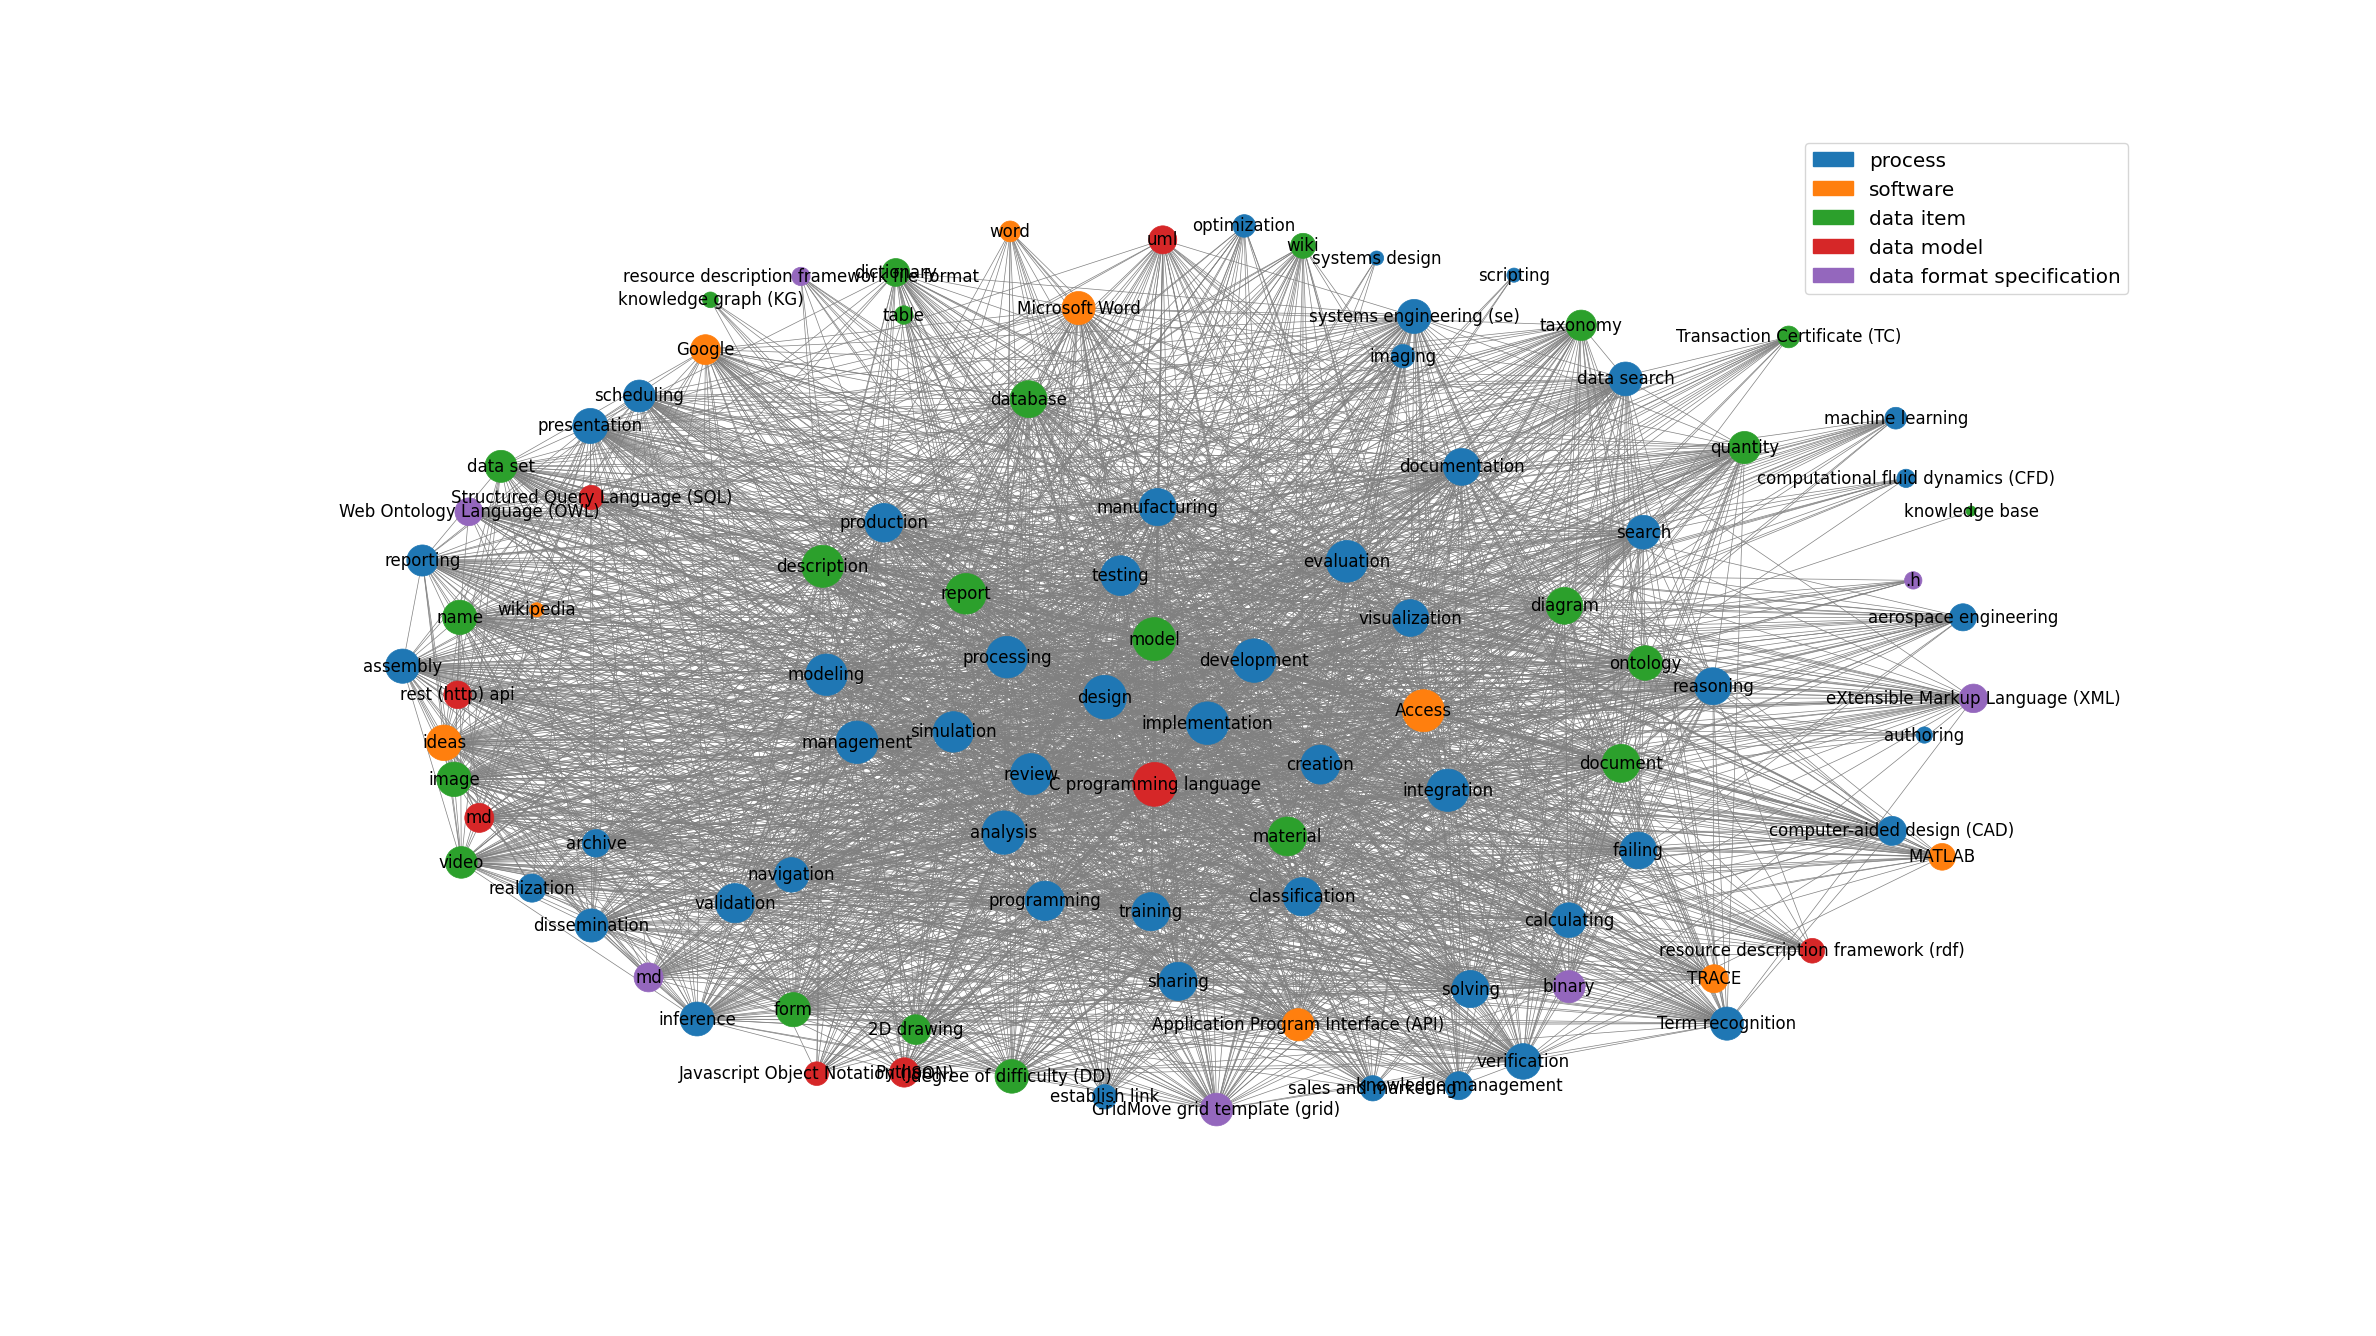 process
software
data item
data model
data format specification
word
uml
optimization
wiki
systems design
resource description framework file format
dictionary
scripting
knowledge graph (KG)
table
Microsoft Word
systems engineering (se)
taxonomy
Transaction Certificate (TC)
Google
imaging
data search
scheduling
database
presentation
machine learning
quantity
data set
documentation
computational fluid dynamics (CFD)
Structured Query Language (SQL)
Web Ontology Language (OWL)
manufacturing
knowledge base
production
search
reporting
description
testing
evaluation
.h
report
diagram
wikipedia
name
visualization
aerospace engineering
model
processing
development
ontology
assembly
modeling
reasoning
rest (http) api
design
eXtensible Markup Language (XML)
Access
implementation
simulation
authoring
ideas
management
creation
document
review
image
C programming language
integration
md
analysis
computer-aided design (CAD)
material
archive
failing
MATLAB
video
navigation
realization
classification
validation
programming
training
calculating
dissemination
resource description framework (rdf)
md
sharing
TRACE
binary
solving
form
inference
2D drawing
Application Program Interface (API)
Term recognition
verification
Javascript Object Notation (JSON)
Python
degree of difficulty (DD)
knowledge management
sales and marketing
establish link
GridMove grid template (grid)